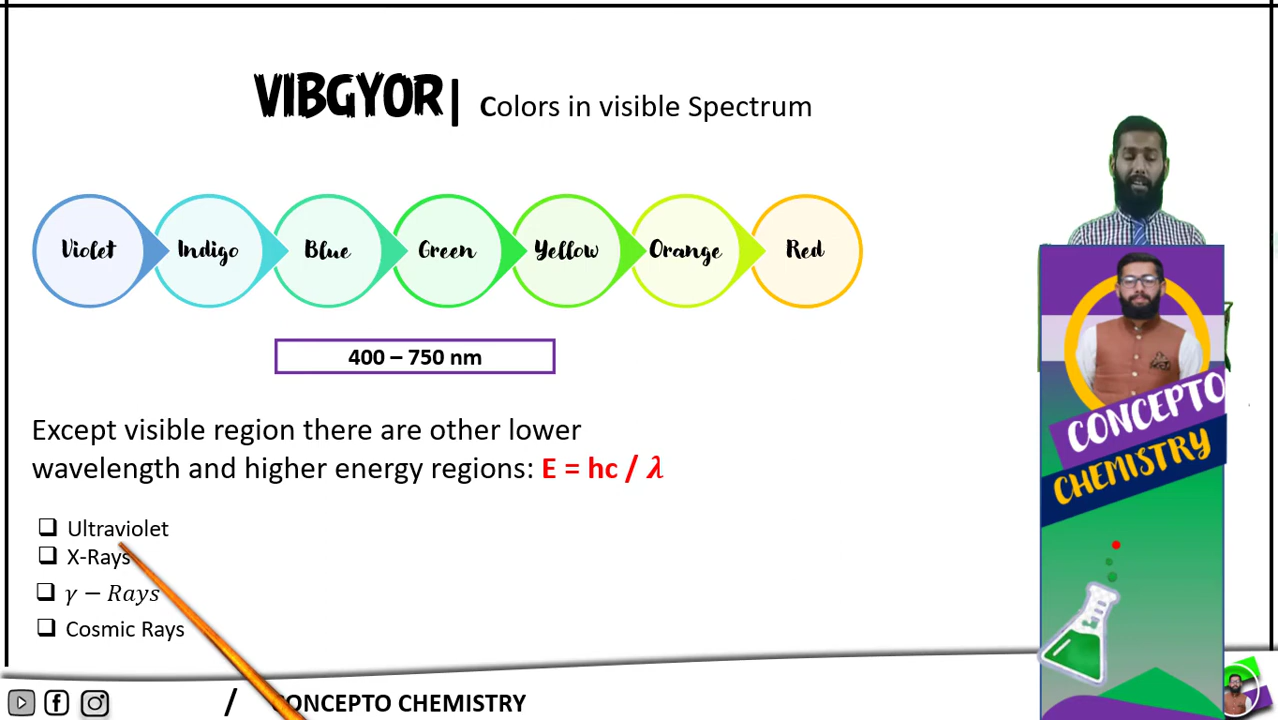 VIBGYOR| Colors in visible Spectrum
Violet Indigo Blue Green Yellow Orange Red
400 – 750 nm
Except visible region there are other lower
wavelength and higher energy regions: E = hc / λ
❑ Ultraviolet
❑ X-Rays
❑ γ − Rays
❑ Cosmic Rays
CONCEPTO
CHEMISTRY
/ CONCEPTO CHEMISTRY